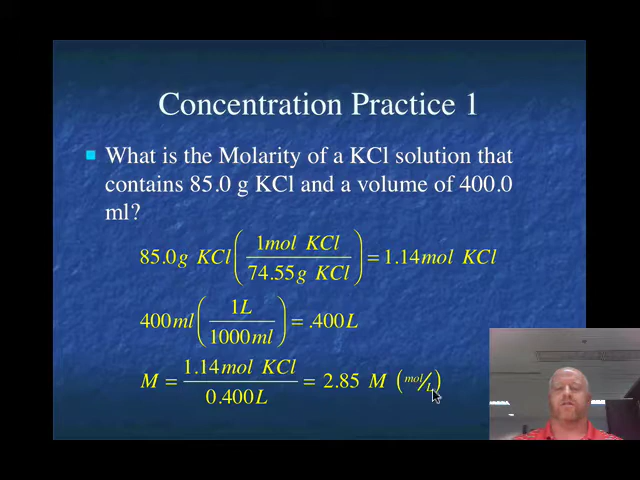 Concentration Practice 1
What is the Molarity of a KCl solution that
contains 85.0 g KCl and a volume of 400.0
ml?
85.0g KCl(1mol KCl/74.55g KCl) = 1.14mol KCl
400ml(1L/1000ml) = .400L
M = 1.14mol KCl/0.400L = 2.85 M (mol/L)